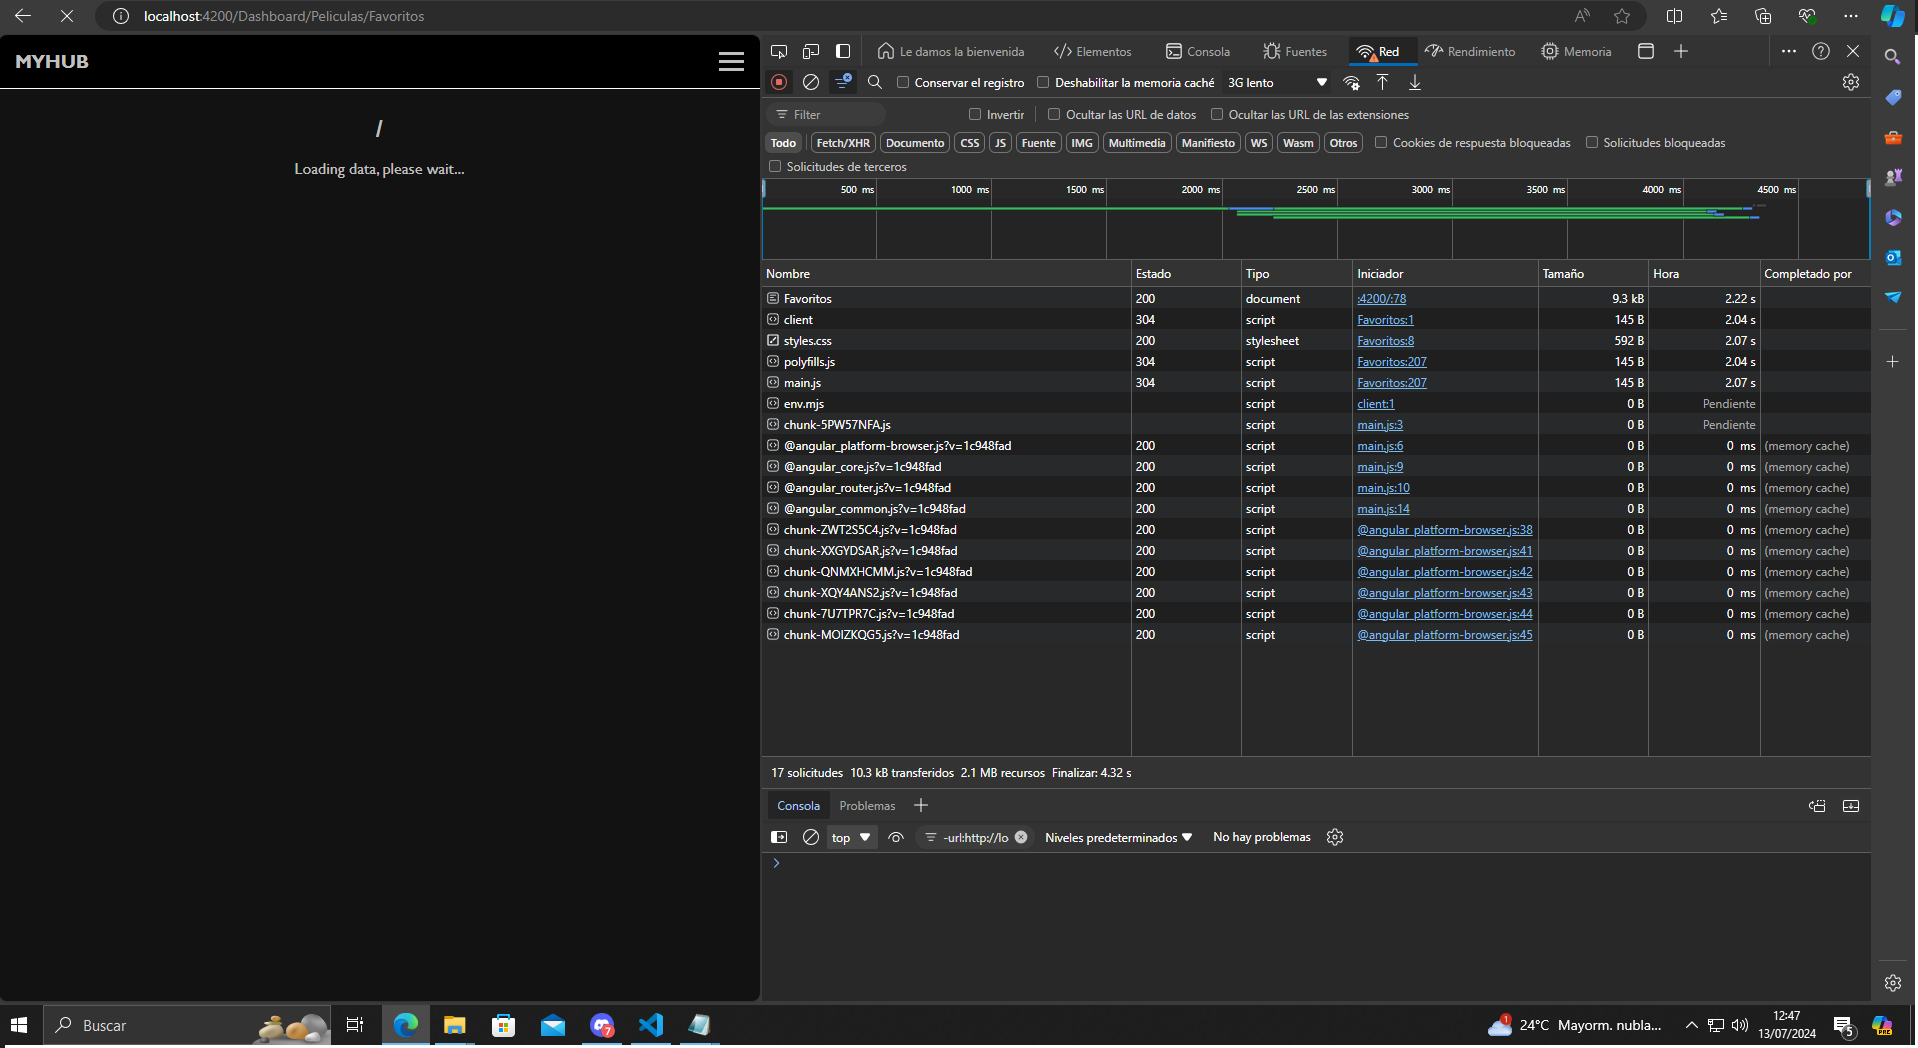 localhost:4200/Dashboard/Peliculas/Favoritos
MYHUB
/
Loading data, please wait...
Le damos la bienvenida Elementos Consola Fuentes Red Rendimiento Memoria
Conservar el registro Deshabilitar la memoria caché 3G lento
Filter Invertir Ocultar las URL de datos Ocultar las URL de las extensiones
Todo Fetch/XHR Documento CSS JS Fuente IMG Multimedia Manifiesto WS Wasm Otros Cookies de respuesta bloqueadas Solicitudes bloqueadas
Solicitudes de terceros
500 ms 1000 ms 1500 ms 2000 ms 2500 ms 3000 ms 3500 ms 4000 ms 4500 ms
Nombre Estado Tipo Iniciador Tamaño Hora Completado por
Favoritos 200 document :4200/:78 9.3 kB 2.22 s
client 304 script Favoritos:1 145 B 2.04 s
styles.css 200 stylesheet Favoritos:8 592 B 2.07 s
polyfills.js 304 script Favoritos:207 145 B 2.04 s
main.js 304 script Favoritos:207 145 B 2.07 s
env.mjs script client:1 0 B Pendiente
chunk-5PW57NFA.js script main.js:3 0 B Pendiente
@angular_platform-browser.js?v=1c948fad 200 script main.js:6 0 B 0 ms (memory cache)
@angular_core.js?v=1c948fad 200 script main.js:9 0 B 0 ms (memory cache)
@angular_router.js?v=1c948fad 200 script main.js:10 0 B 0 ms (memory cache)
@angular_common.js?v=1c948fad 200 script main.js:14 0 B 0 ms (memory cache)
chunk-ZWT2S5C4.js?v=1c948fad 200 script @angular_platform-browser.js:38 0 B 0 ms (memory cache)
chunk-XXGYDSAR.js?v=1c948fad 200 script @angular_platform-browser.js:41 0 B 0 ms (memory cache)
chunk-QNMXHCMM.js?v=1c948fad 200 script @angular_platform-browser.js:42 0 B 0 ms (memory cache)
chunk-XQY4ANS2.js?v=1c948fad 200 script @angular_platform-browser.js:43 0 B 0 ms (memory cache)
chunk-7U7TPR7C.js?v=1c948fad 200 script @angular_platform-browser.js:44 0 B 0 ms (memory cache)
chunk-MOIZKQG5.js?v=1c948fad 200 script @angular_platform-browser.js:45 0 B 0 ms (memory cache)
17 solicitudes 10.3 kB transferidos 2.1 MB recursos Finalizar: 4.32 s
Consola Problemas
top -url:http://lo Niveles predeterminados No hay problemas
Buscar 7 1 24°C Mayorm. nubla... 12:47
13/07/2024 5 PRE